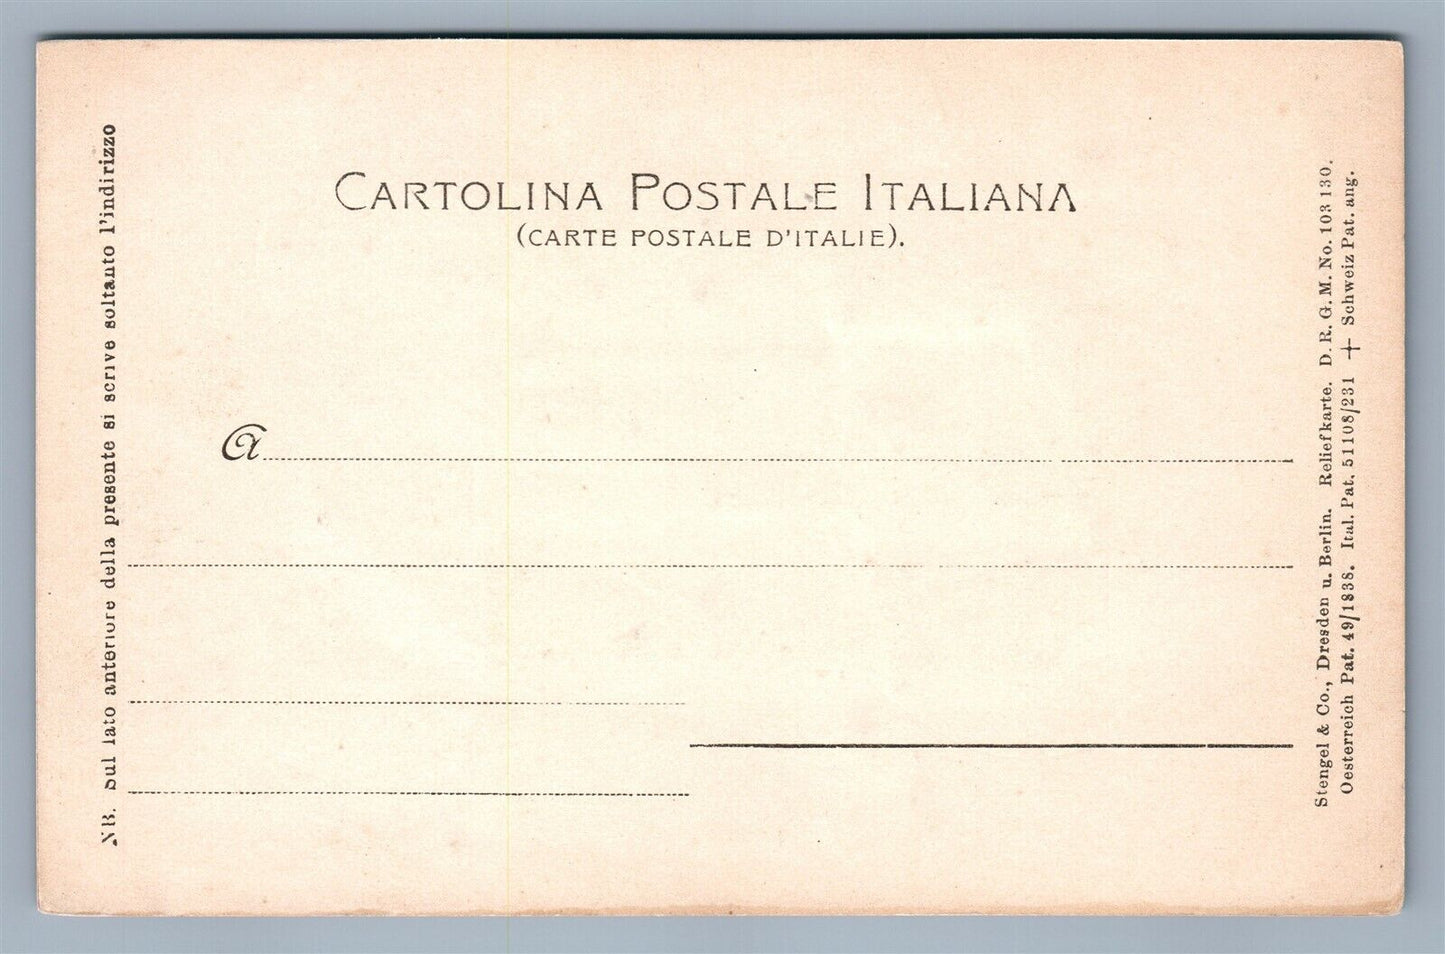 CARTOLINA POSTALE ITALIANA
(CARTE POSTALE D'ITALIE).
A
NB. Sul lato anteriore della presente si scrive soltanto l'indirizzo
Stengel & Co., Dresden u. Berlin. Reliefkarte. D. R. G. M. No. 103 130.
Oesterreich Pat. 49/1838. Ital. Pat. 51108/231 + Schweiz Pat. ang.